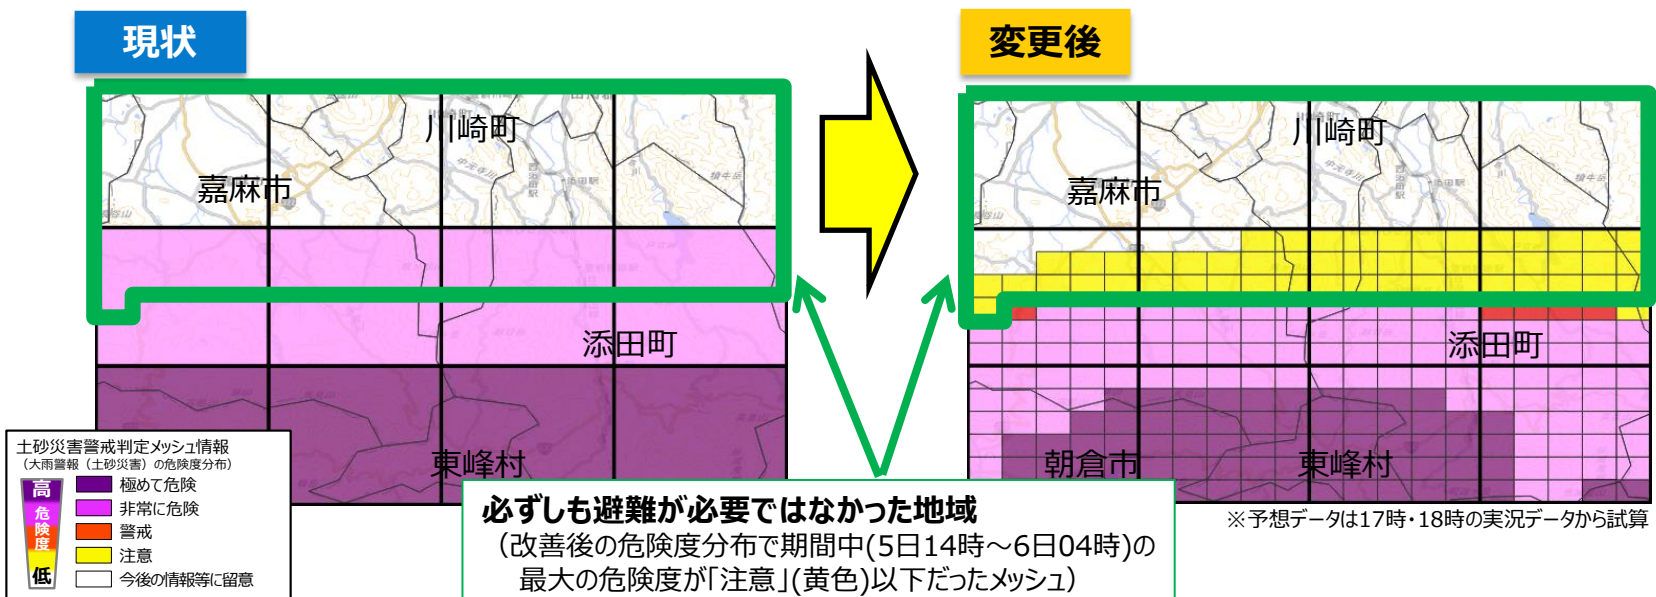 現状
変更後
川崎町
嘉麻市
添田町
東峰村
川崎町
嘉麻市
添田町
朝倉市
東峰村
土砂災害警戒判定メッシュ情報
（大雨警報（土砂災害）の危険度分布）
高
危険度
低
極めて危険
非常に危険
警戒
注意
今後の情報等に留意
必ずしも避難が必要ではなかった地域
（改善後の危険度分布で期間中(5日14時～6日04時)の
最大の危険度が「注意」(黄色)以下だったメッシュ）
※予想データは17時・18時の実況データから試算